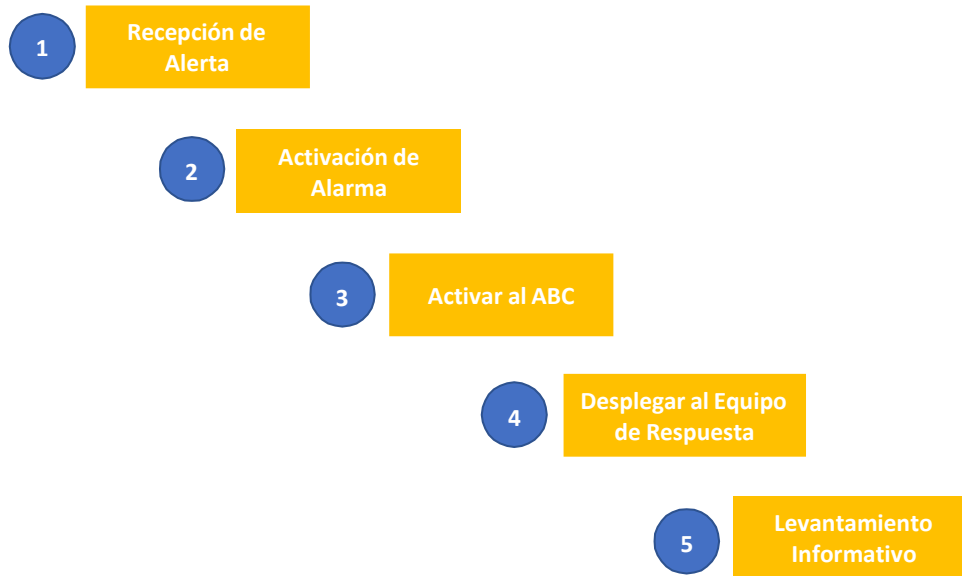 1
Recepción de
Alerta
2
Activación de
Alarma
3
Activar al ABC
4
Desplegar al Equipo
de Respuesta
5
Levantamiento
Informativo